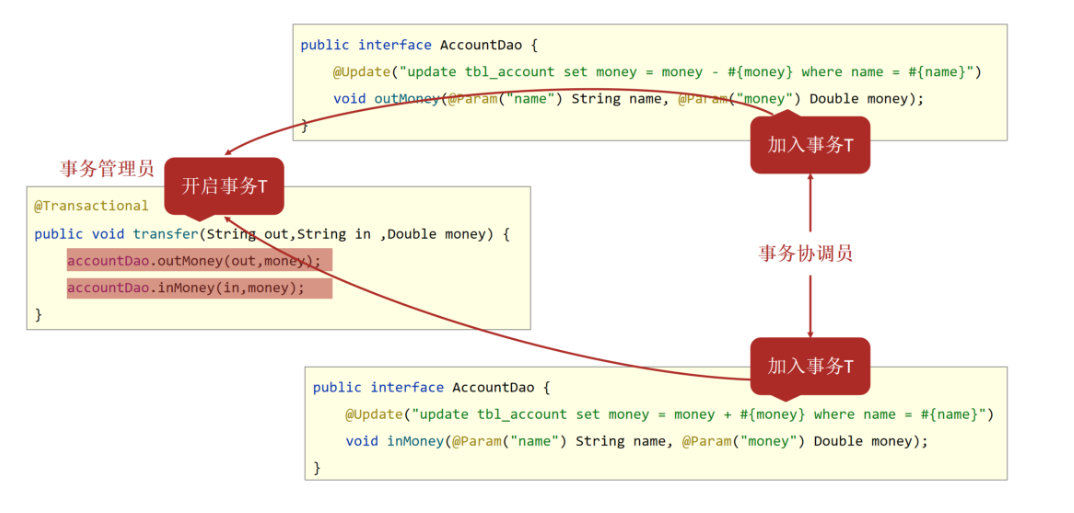 public interface AccountDao {
@Update("update tbl_account set money = money - #{money} where name = #{name}")
void outMoney(@Param("name") String name, @Param("money") Double money);
}
加入事务T
事务管理员
开启事务T
@Transactional
public void transfer(String out,String in ,Double money) {
accountDao.outMoney(out,money);
accountDao.inMoney(in,money);
}
事务协调员
加入事务T
public interface AccountDao {
@Update("update tbl_account set money = money + #{money} where name = #{name}")
void inMoney(@Param("name") String name, @Param("money") Double money);
}